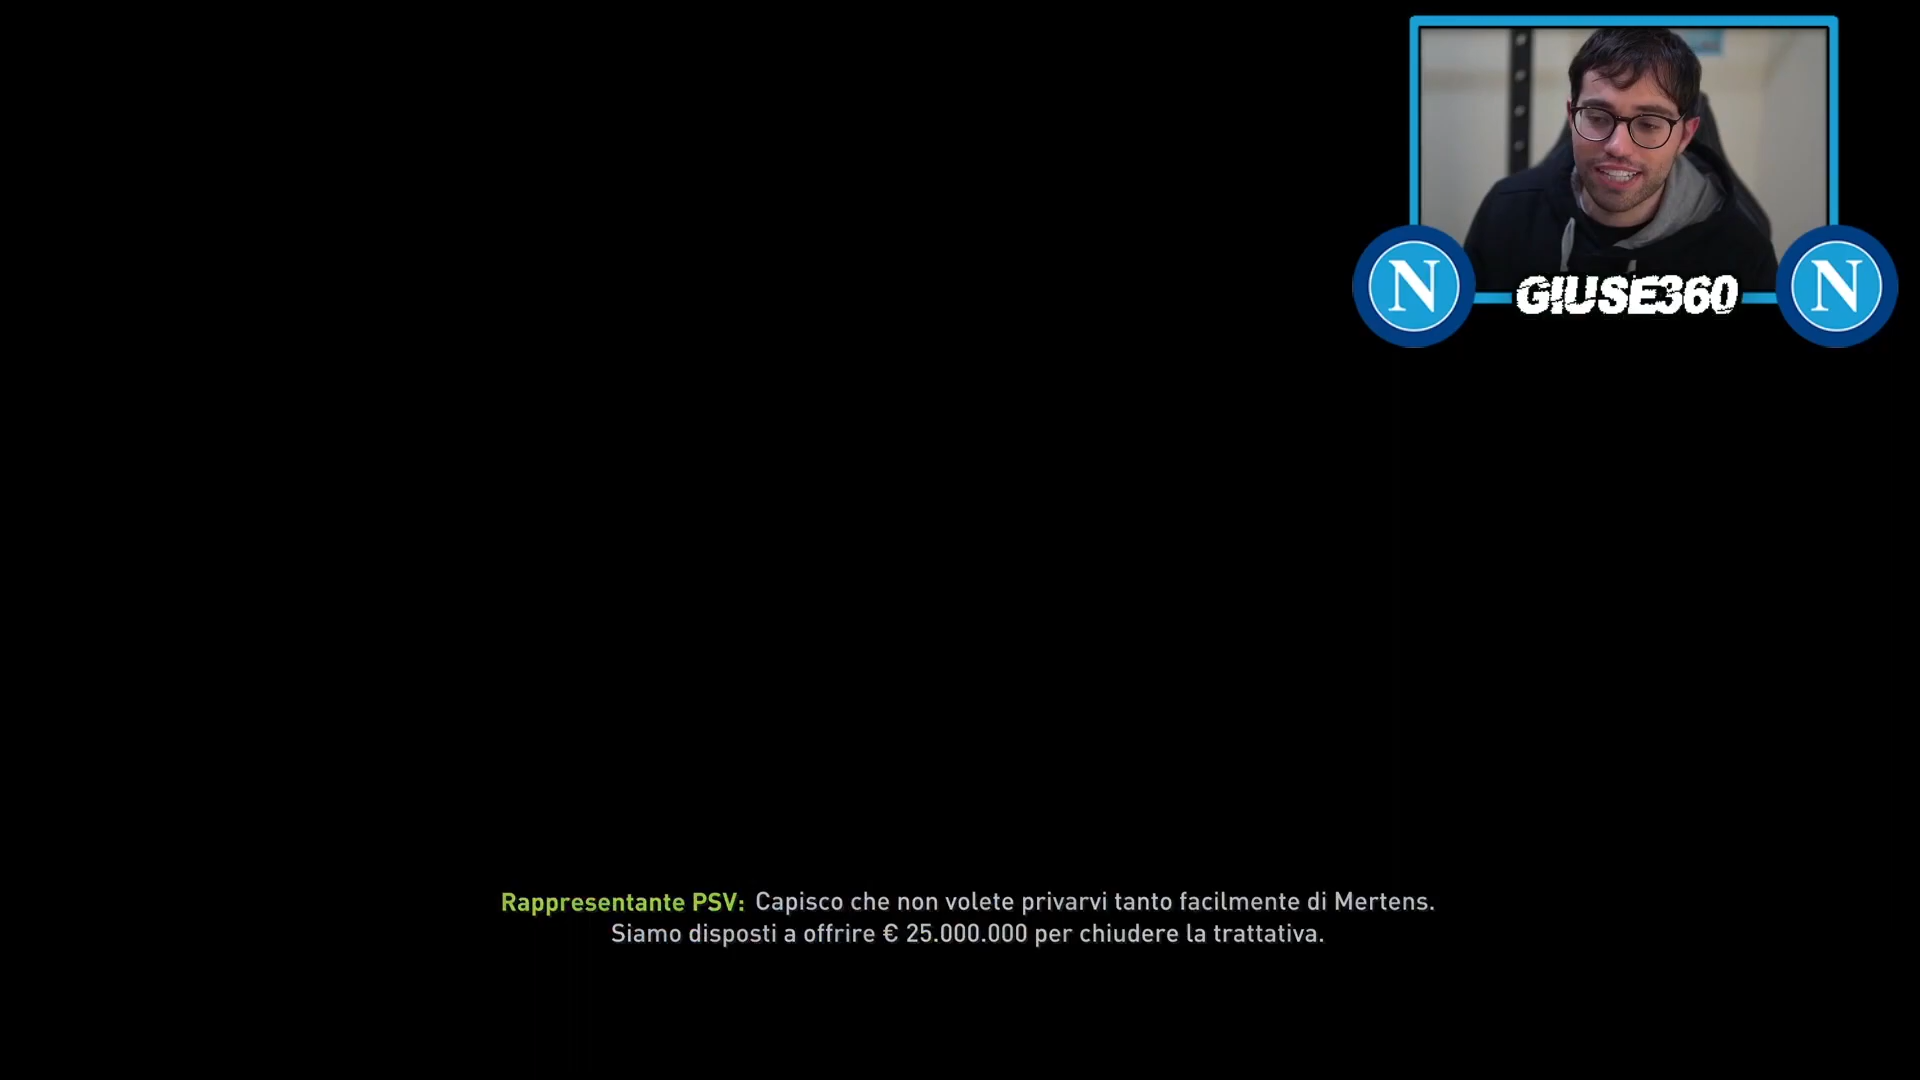 N
GIUSE360
N
Rappresentante PSV: Capisco che non volete privarvi tanto facilmente di Mertens.
Siamo disposti a offrire € 25.000.000 per chiudere la trattativa.